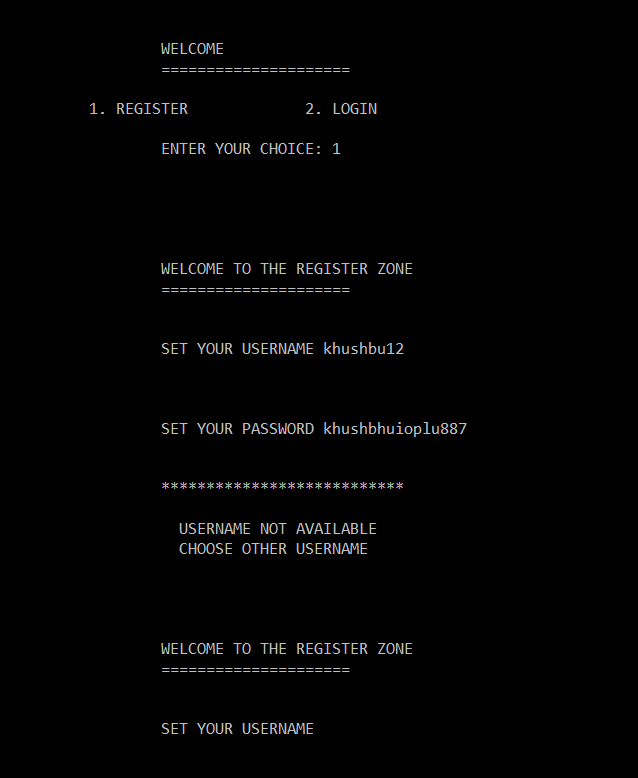 WELCOME
=====================
1. REGISTER 2. LOGIN
ENTER YOUR CHOICE: 1
WELCOME TO THE REGISTER ZONE
=====================
SET YOUR USERNAME khushbu12
SET YOUR PASSWORD khushbhuioplu887
***************************
USERNAME NOT AVAILABLE
CHOOSE OTHER USERNAME
WELCOME TO THE REGISTER ZONE
=====================
SET YOUR USERNAME